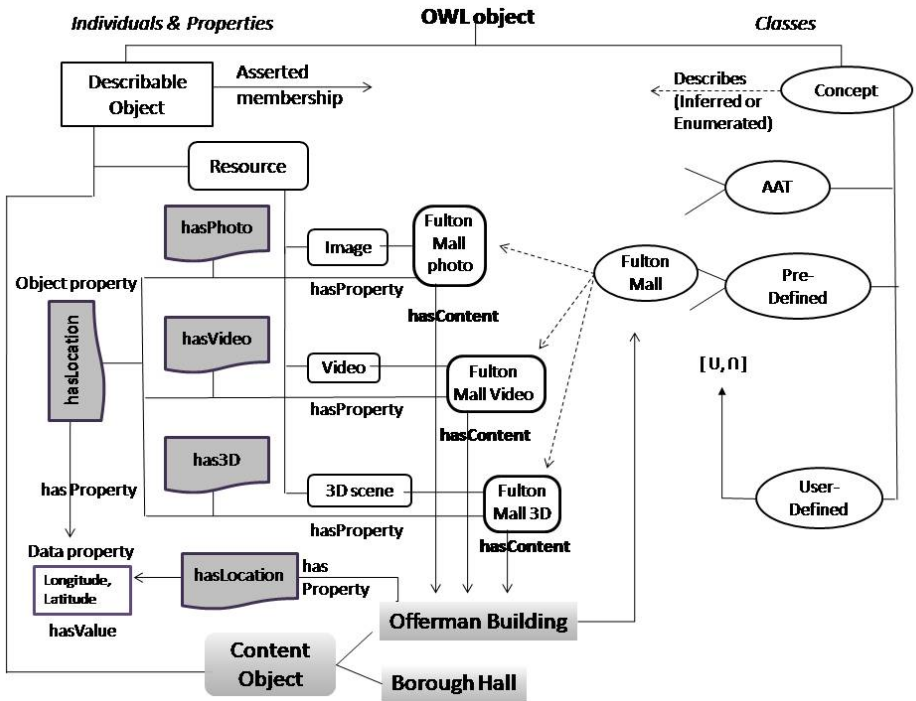 Individuals & Properties
OWL object
Classes
Describable
Object
Asserted
membership
Describes
(Inferred or
Enumerated)
Concept
Resource
AAT
hasPhoto
Image
Fulton
Mall
photo
Fulton
Mall
Pre-
Defined
Object property
hasProperty
hasContent
hasLocation
hasVideo
Video
Fulton
Mall Video
[U,∩]
hasProperty
hasContent
has3D
has Property
3D scene
Fulton
Mall 3D
User-
Defined
hasProperty
hasContent
Data property
Longitude,
Latitude
hasValue
hasLocation
has
Property
Offerman Building
Content
Object
Borough Hall